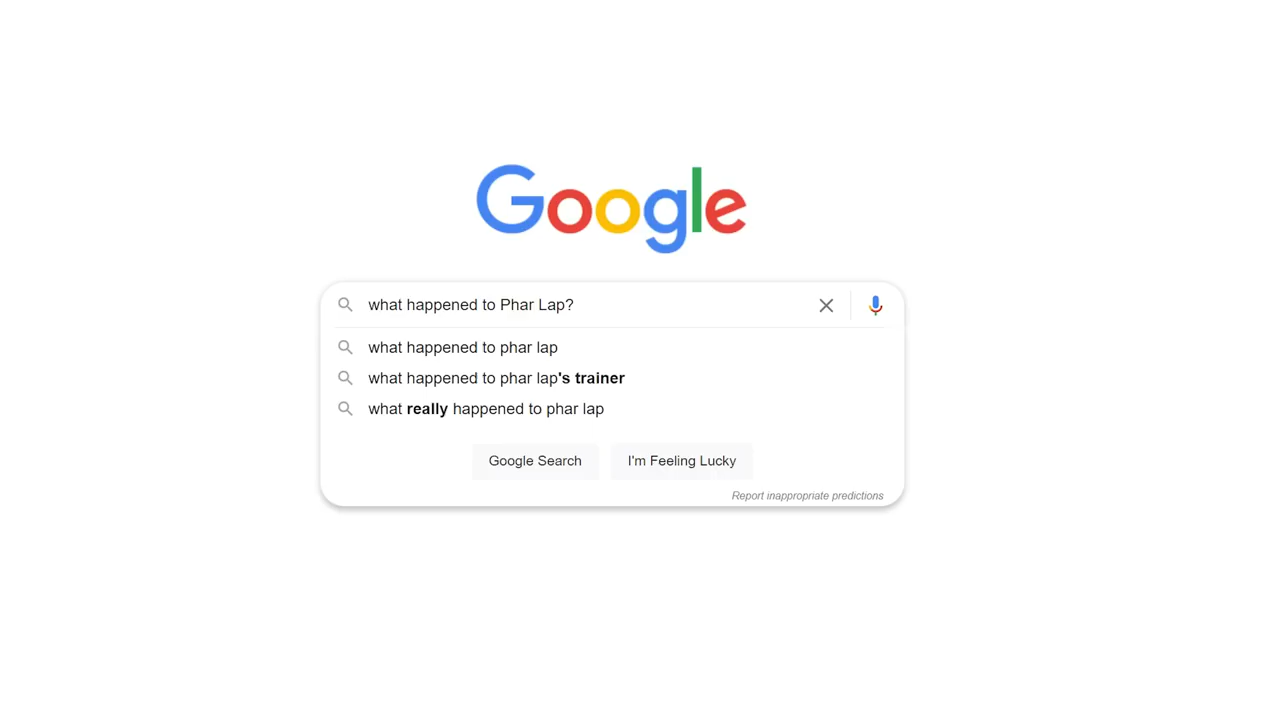 Google
what happened to Phar Lap?
what happened to phar lap
what happened to phar lap's trainer
what really happened to phar lap
Google Search
I'm Feeling Lucky
Report inappropriate predictions